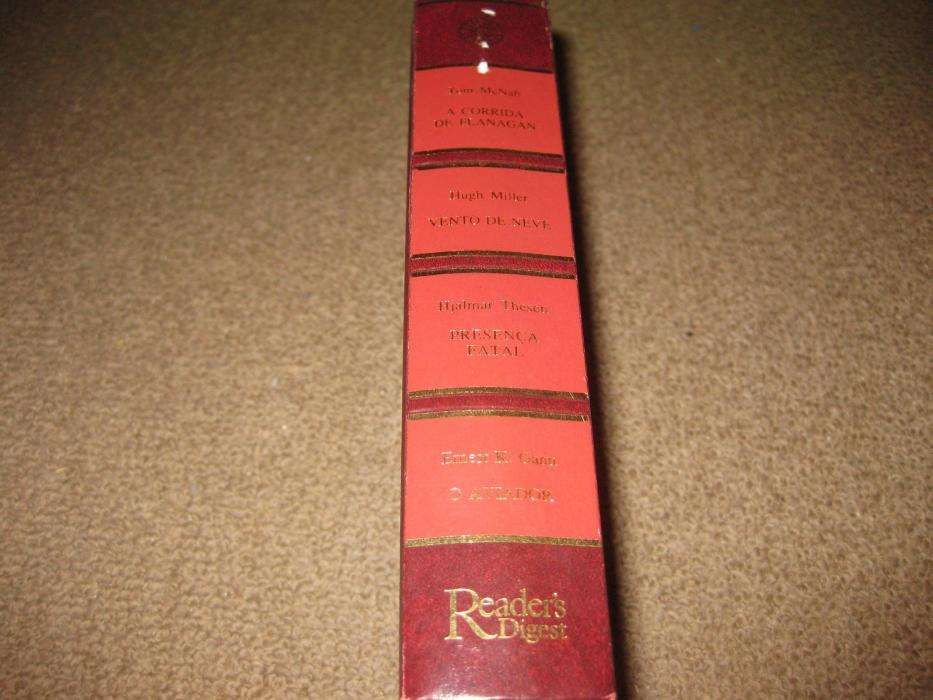 Tom McNab
A CORRIDA
DE FLANAGAN
Hugh Miller
VENTO DE NEVE
Hjalmar Thesen
PRESENÇA
FATAL
Ernest K. Gann
O AVIADOR
Reader's
Digest